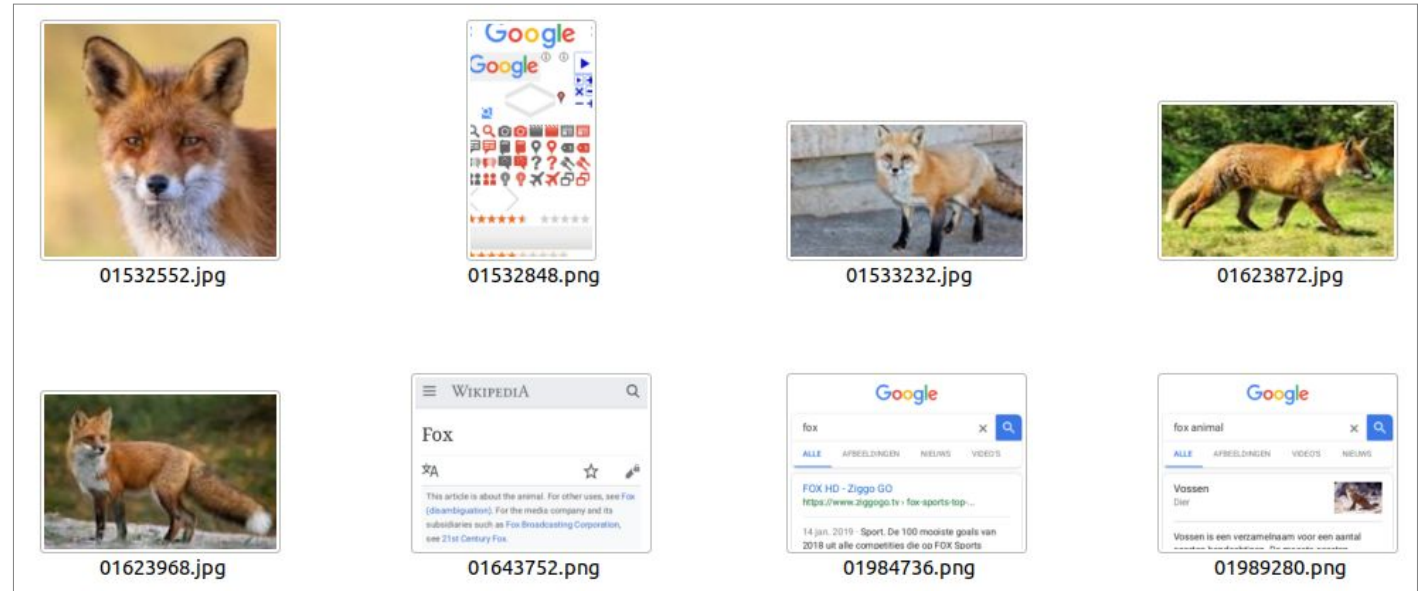 Google
Google
01532552.jpg
01532848.png
01533232.jpg
01623872.jpg
WIKIPEDIA
Fox
This article is about the animal. For other uses, see Fox
(disambiguation). For the media company and its
subsidiaries such as Fox Broadcasting Corporation,
see 21st Century Fox.
Google
fox
ALLE AFBEELDINGEN NIEUWS VIDEO'S
FOX HD - Ziggo GO
https://www.ziggogo.tv › fox-sports-top-...
14 jan. 2019 · Sport. De 100 mooiste goals van
2018 uit alle competities die op FOX Sports
Google
fox animal
ALLE AFBEELDINGEN VIDEO'S NIEUWS
Vossen
Dier
Vossen is een verzamelnaam voor een aantal
01623968.jpg
01643752.png
01984736.png
01989280.png